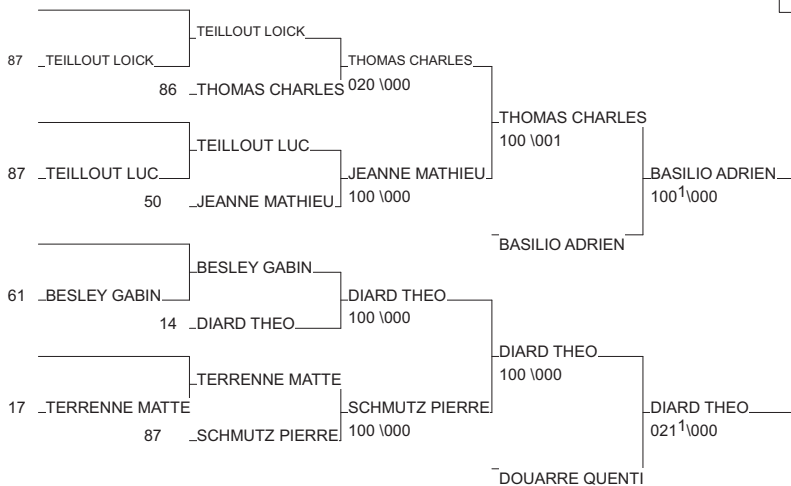 TEILLOUT LOICK
87 TEILLOUT LOICK THOMAS CHARLES
86 THOMAS CHARLES 020 \000
THOMAS CHARLES
100 \001
TEILLOUT LUC
87 TEILLOUT LUC JEANNE MATHIEU BASILIO ADRIEN
50 JEANNE MATHIEU 100 \000 100¹\000
BASILIO ADRIEN
BESLEY GABIN
61 BESLEY GABIN DIARD THEO
14 DIARD THEO 100 \000
DIARD THEO
100 \000
TERRENNE MATTE
17 TERRENNE MATTE SCHMUTZ PIERRE DIARD THEO
87 SCHMUTZ PIERRE 100 \000 021¹\000
DOUARRE QUENTI